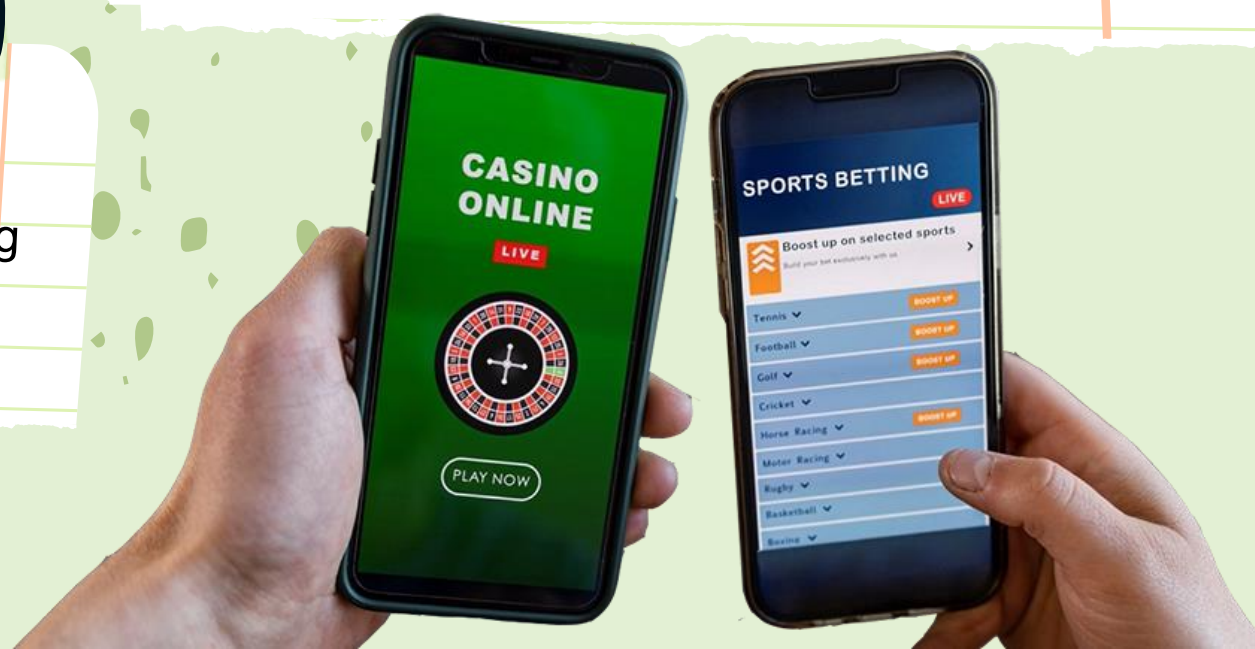 g
CASINO
ONLINE
LIVE
PLAY NOW
SPORTS BETTING
LIVE
Boost up on selected sports
Build your bet exclusively with us
Tennis
BOOST UP
Football
BOOST UP
Golf
BOOST UP
Cricket
Horse Racing
BOOST UP
Motor Racing
Rugby
Basketball
Boxing